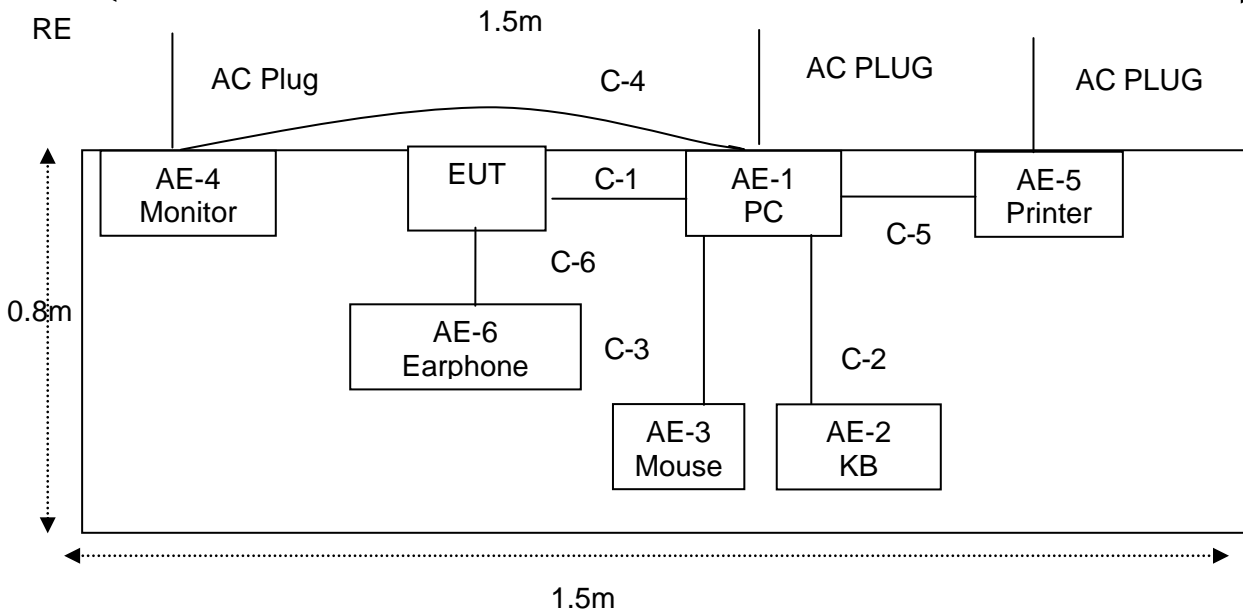 RE
1.5m
AC Plug
C-4
AC PLUG
AC PLUG
AE-4
Monitor
EUT
C-1
AE-1
PC
AE-5
Printer
C-5
C-6
0.8m
AE-6
Earphone
C-3
C-2
AE-3
Mouse
AE-2
KB
1.5m